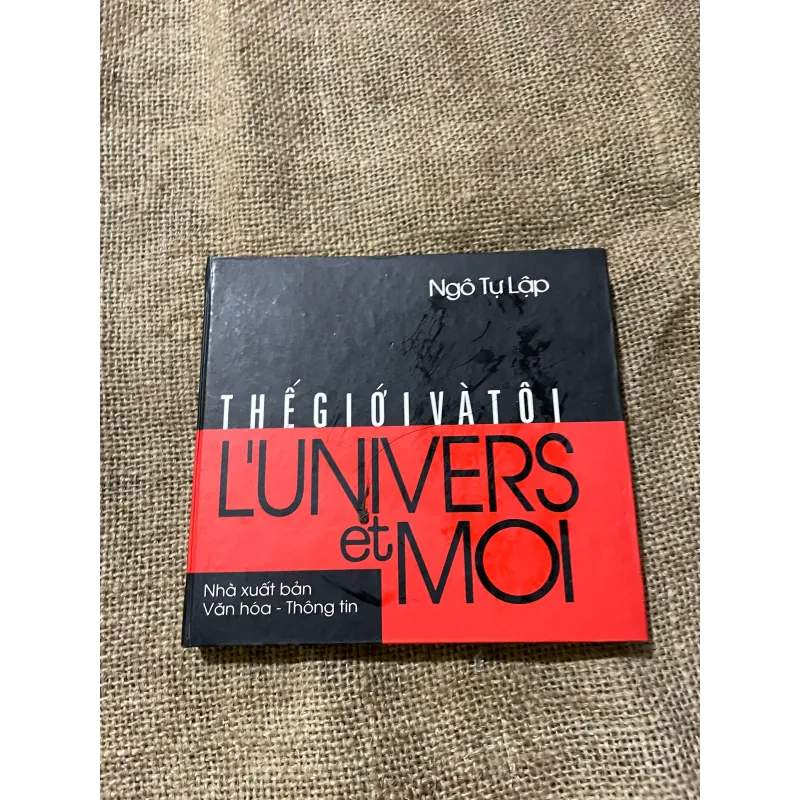 Ngô Tự Lập
THẾ GIỚI VÀ TÔI
L'UNIVERS
et MOI
Nhà xuất bản
Văn hóa - Thông tin